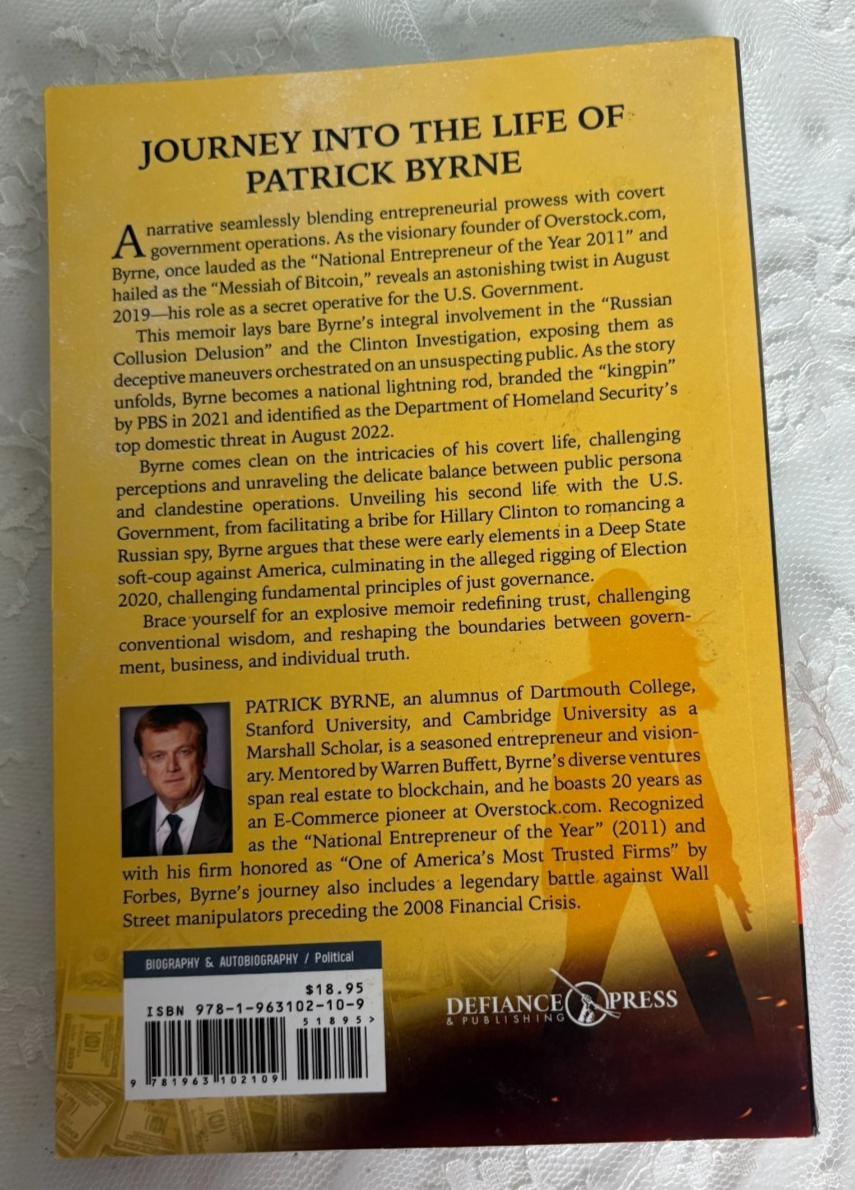 JOURNEY INTO THE LIFE OF
PATRICK BYRNE
A narrative seamlessly blending entrepreneurial prowess with covert
government operations. As the visionary founder of Overstock.com,
Byrne, once lauded as the “National Entrepreneur of the Year 2011” and
hailed as the “Messiah of Bitcoin,” reveals an astonishing twist in August
2019—his role as a secret operative for the U.S. Government.
This memoir lays bare Byrne’s integral involvement in the “Russian
Collusion Delusion” and the Clinton Investigation, exposing them as
deceptive maneuvers orchestrated on an unsuspecting public. As the story
unfolds, Byrne becomes a national lightning rod, branded the “kingpin”
by PBS in 2021 and identified as the Department of Homeland Security’s
top domestic threat in August 2022.
Byrne comes clean on the intricacies of his covert life, challenging
perceptions and unraveling the delicate balance between public persona
and clandestine operations. Unveiling his second life with the U.S.
Government, from facilitating a bribe for Hillary Clinton to romancing a
Russian spy, Byrne argues that these were early elements in a Deep State
soft-coup against America, culminating in the alleged rigging of Election
2020, challenging fundamental principles of just governance.
Brace yourself for an explosive memoir redefining trust, challenging
conventional wisdom, and reshaping the boundaries between govern-
ment, business, and individual truth.
PATRICK BYRNE, an alumnus of Dartmouth College,
Stanford University, and Cambridge University as a
Marshall Scholar, is a seasoned entrepreneur and vision-
ary. Mentored by Warren Buffett, Byrne’s diverse ventures
span real estate to blockchain, and he boasts 20 years as
an E-Commerce pioneer at Overstock.com. Recognized
as the “National Entrepreneur of the Year” (2011) and
with his firm honored as “One of America’s Most Trusted Firms” by
Forbes, Byrne’s journey also includes a legendary battle against Wall
Street manipulators preceding the 2008 Financial Crisis.
BIOGRAPHY & AUTOBIOGRAPHY / Political
$18.95
ISBN 978-1-963102-10-9
51895>
9 781963 102109
DEFIANCE PRESS
& PUBLISHING